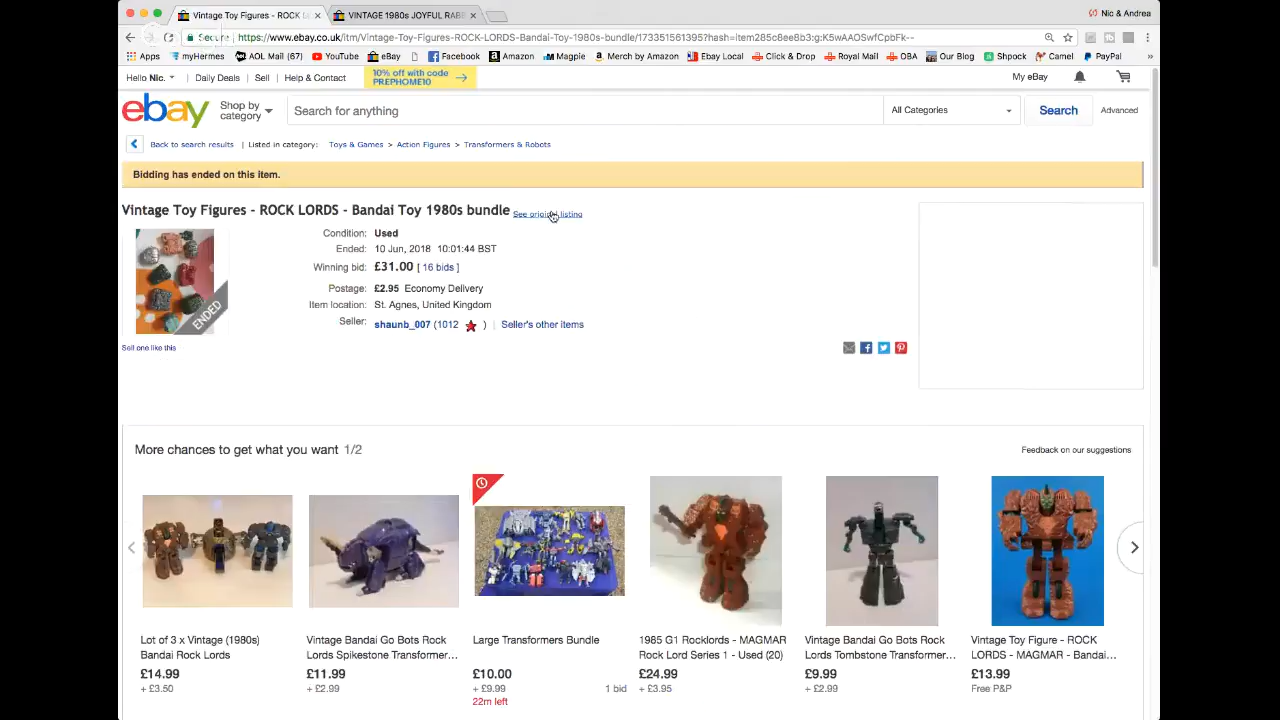 Vintage Toy Figures - ROCK L
VINTAGE 1980s JOYFUL RAB
Nic & Andrea
Secure
https://www.ebay.co.uk/itm/Vintage-Toy-Figures-ROCK-LORDS-Bandai-Toy-1980s-bundle/173351561395?hash=item285c8ee8b3:g:K5wAAOSwfCpbFk--
Apps myHermes AOL Mail (67) YouTube eBay Facebook Amazon Magpie Merch by Amazon Ebay Local Click & Drop Royal Mail OBA Our Blog Shpock Camel PayPal »
Hello Nic. Daily Deals Sell Help & Contact
10% off with code
PREPHOME10
My eBay
ebay
Shop by
category
Search for anything
All Categories
Search
Advanced
Back to search results | Listed in category: Toys & Games > Action Figures > Transformers & Robots
Bidding has ended on this item.
Vintage Toy Figures - ROCK LORDS - Bandai Toy 1980s bundle
See original listing
ENDED
Sell one like this
Condition: Used
Ended: 10 Jun, 2018 10:01:44 BST
Winning bid: £31.00 [ 16 bids ]
Postage: £2.95 Economy Delivery
Item location: St. Agnes, United Kingdom
Seller: shaunb_007 (1012 ) | Seller's other items
More chances to get what you want 1/2
Feedback on our suggestions
Lot of 3 x Vintage (1980s)
Bandai Rock Lords
£14.99
+ £3.50
Vintage Bandai Go Bots Rock
Lords Spikestone Transformer...
£11.99
+ £2.99
Large Transformers Bundle
£10.00
+ £9.99
1 bid
22m left
1985 G1 Rocklords - MAGMAR
Rock Lord Series 1 - Used (20)
£24.99
+ £3.95
Vintage Bandai Go Bots Rock
Lords Tombstone Transformer...
£9.99
+ £2.99
Vintage Toy Figure - ROCK
LORDS - MAGMAR - Bandai...
£13.99
Free P&P